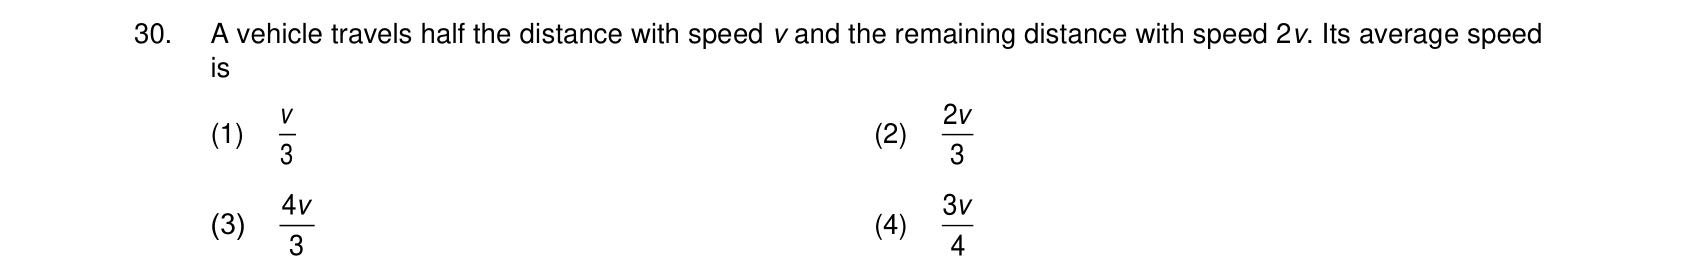 30. A vehicle travels half the distance with speed v and the remaining distance with speed 2v. Its average speed
is
(1) v/3 (2) 2v/3
(3) 4v/3 (4) 3v/4